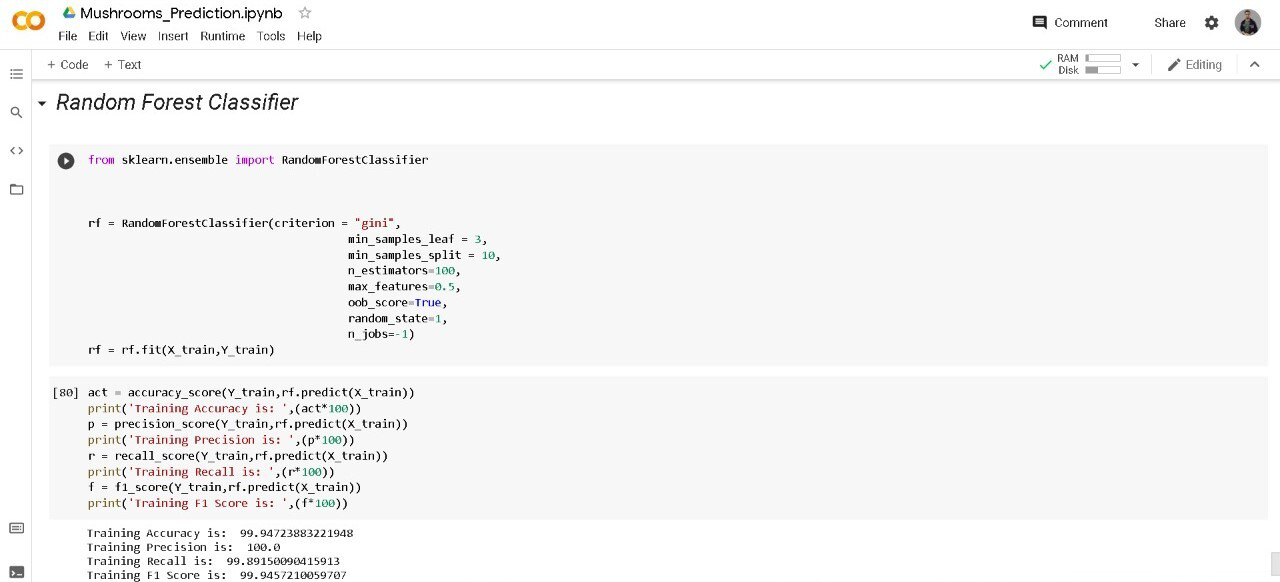 Mushrooms_Prediction.ipynb
Comment
Share
File Edit View Insert Runtime Tools Help
+ Code + Text
RAM
Disk
Editing
Random Forest Classifier
from sklearn.ensemble import RandomForestClassifier
rf = RandomForestClassifier(criterion = "gini",
min_samples_leaf = 3,
min_samples_split = 10,
n_estimators=100,
max_features=0.5,
oob_score=True,
random_state=1,
n_jobs=-1)
rf = rf.fit(X_train,Y_train)
[80] act = accuracy_score(Y_train,rf.predict(X_train))
print('Training Accuracy is: ',(act*100))
p = precision_score(Y_train,rf.predict(X_train))
print('Training Precision is: ',(p*100))
r = recall_score(Y_train,rf.predict(X_train))
print('Training Recall is: ',(r*100))
f = f1_score(Y_train,rf.predict(X_train))
print('Training F1 Score is: ',(f*100))
Training Accuracy is:  99.94723883221948
Training Precision is:  100.0
Training Recall is:  99.89150090415913
Training F1 Score is:  99.9457210059707